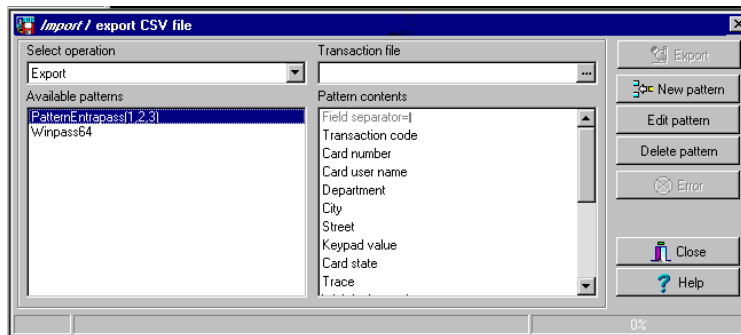 Import / export CSV file
Select operation
Transaction file
Export
...
Export
New pattern
Edit pattern
Delete pattern
Error
Close
Help
Available patterns
PatternEntrapass(1,2,3)
Winpass64
Pattern contents
Field separator=|
Transaction code
Card number
Card user name
Department
City
Street
Keypad value
Card state
Trace
0%